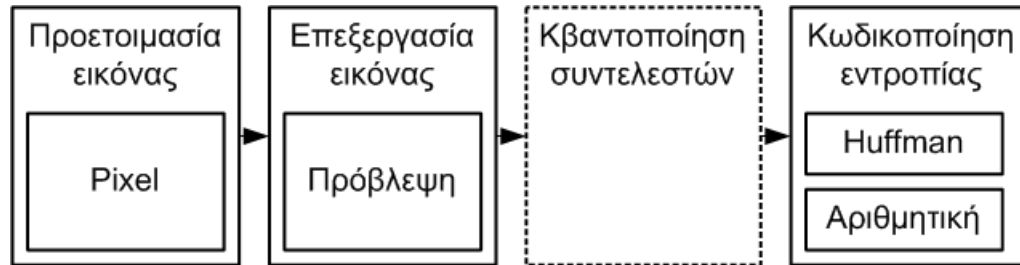 Προετοιμασία
εικόνας
Pixel
Επεξεργασία
εικόνας
Πρόβλεψη
Κβαντοποίηση
συντελεστών
Κωδικοποίηση
εντροπίας
Huffman
Αριθμητική